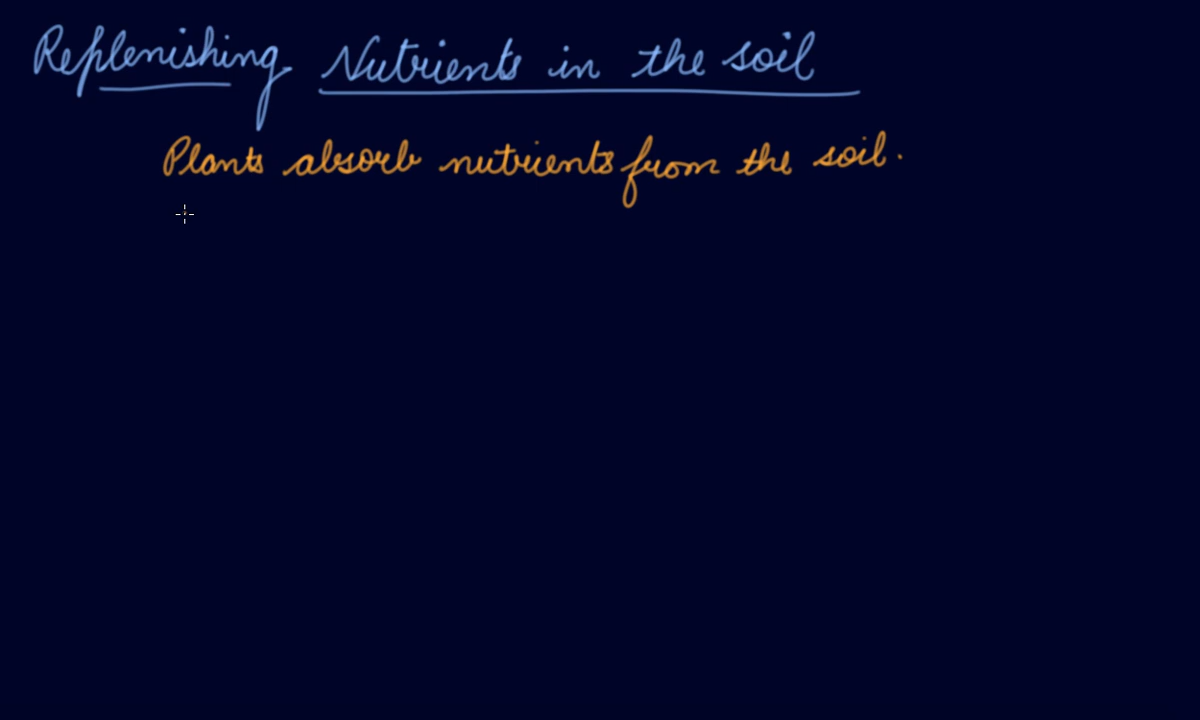 Replenishing Nutrients in the soil
Plants absorb nutrients from the soil.